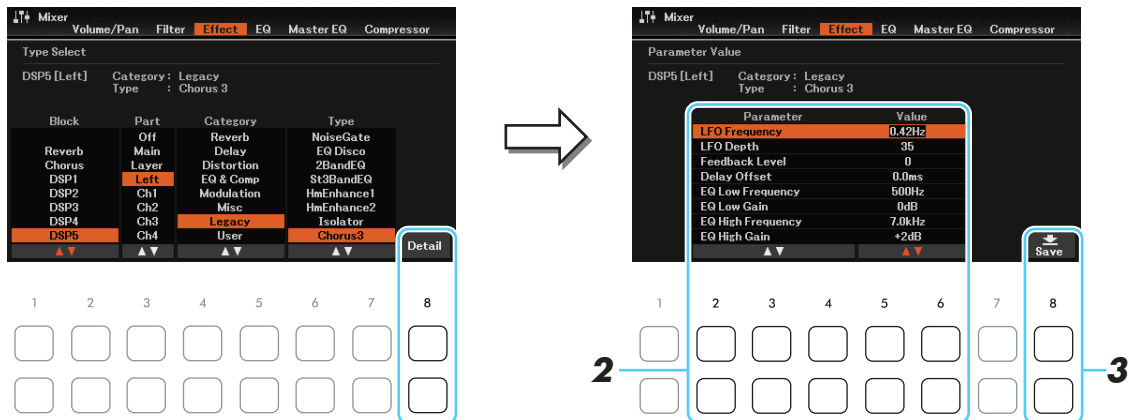 Mixer
Volume/Pan Filter Effect EQ Master EQ Compressor
Type Select
DSP5 [Left] Category : Legacy
Type : Chorus 3
Block Part Category Type
Off Reverb NoiseGate
Reverb Main Delay EQ Disco
Chorus Layer Distortion 2BandEQ
DSP1 Left EQ & Comp St3BandEQ
DSP2 Ch1 Modulation HmEnhance1
DSP3 Ch2 Misc HmEnhance2
DSP4 Ch3 Legacy Isolator
DSP5 Ch4 User Chorus3
Detail
1 2 3 4 5 6 7 8
Mixer
Volume/Pan Filter Effect EQ Master EQ Compressor
Parameter Value
DSP5 [Left] Category : Legacy
Type : Chorus 3
Parameter Value
LFO Frequency 0.42Hz
LFO Depth 35
Feedback Level 0
Delay Offset 0.0ms
EQ Low Frequency 500Hz
EQ Low Gain 0dB
EQ High Frequency 7.0kHz
EQ High Gain +2dB
Save
1 2 3 4 5 6 7 8
2 3